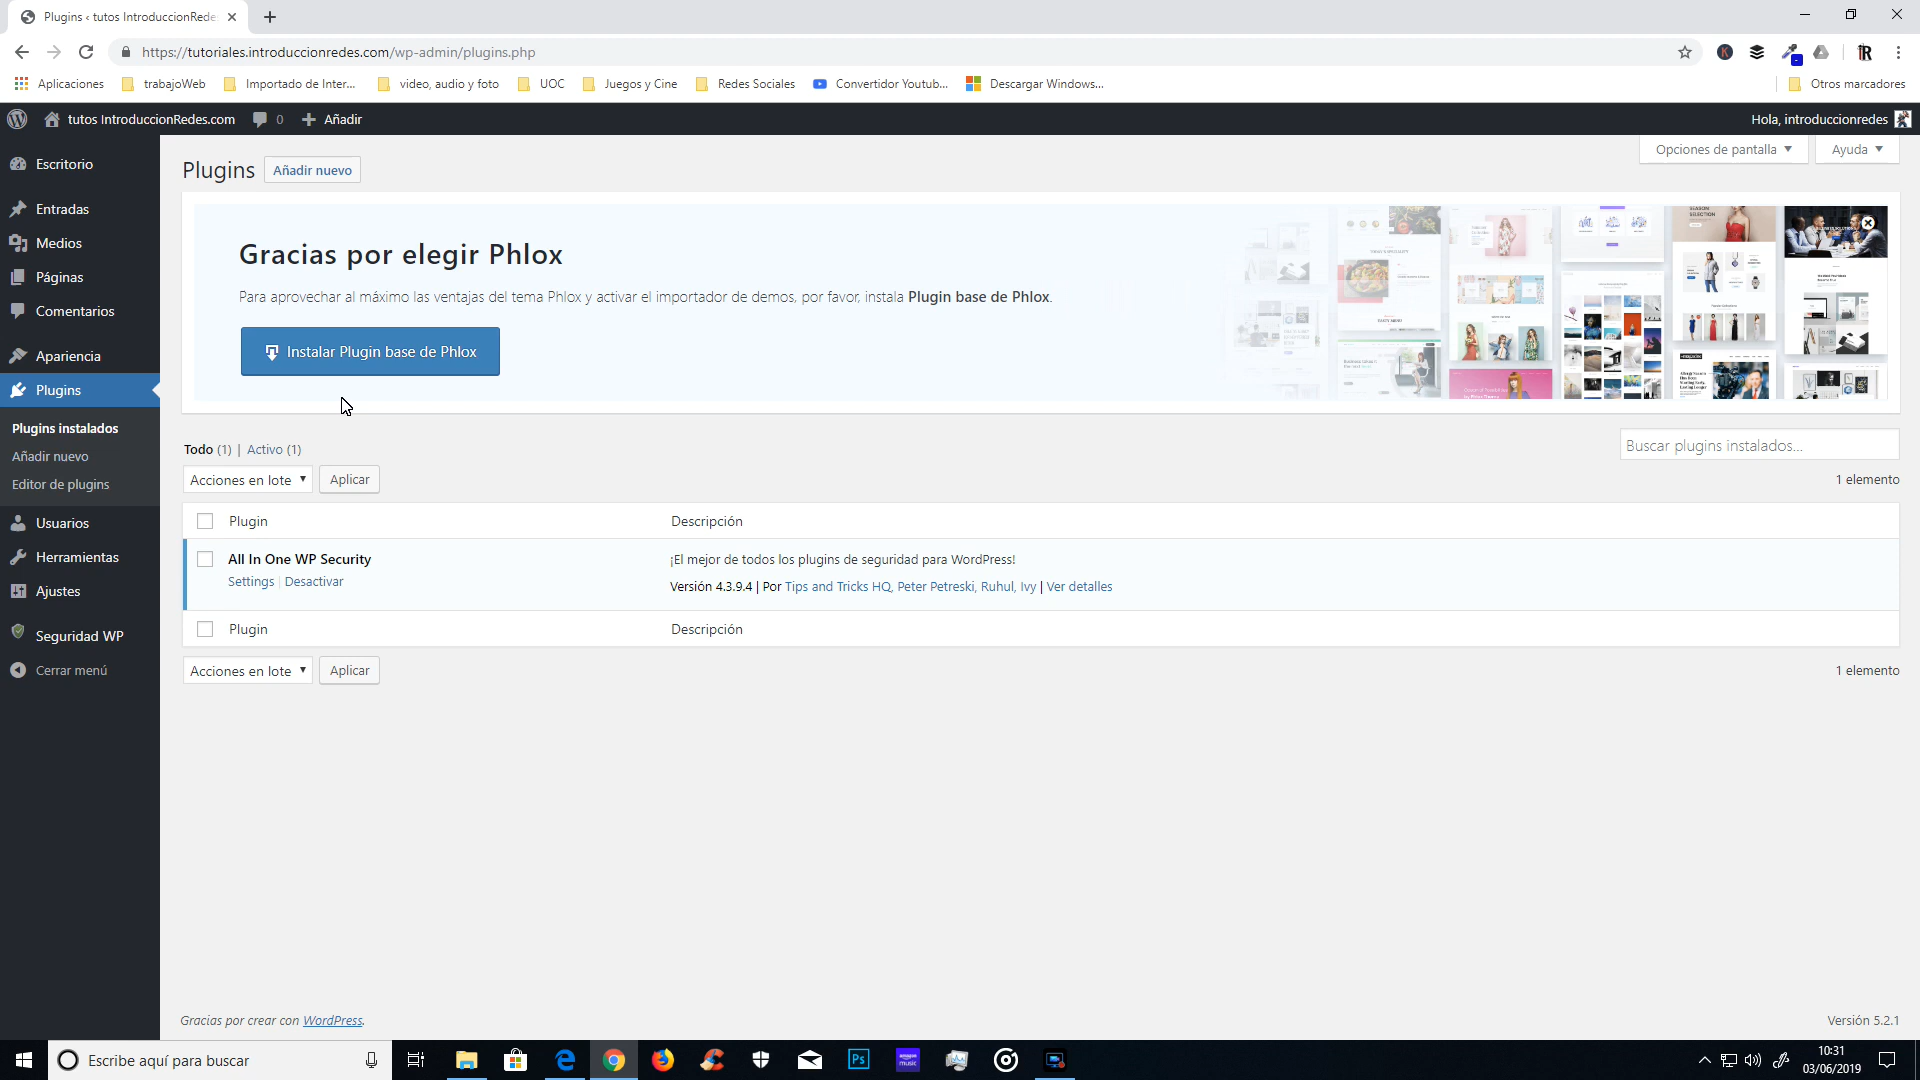 Plugins ‹ tutos IntroduccionRede
https://tutoriales.introduccionredes.com/wp-admin/plugins.php
Aplicaciones trabajoWeb Importado de Inter... video, audio y foto UOC Juegos y Cine Redes Sociales Convertidor Youtub... Descargar Windows... Otros marcadores
tutos IntroduccionRedes.com 0 Añadir Hola, introduccionredes
Opciones de pantalla Ayuda
Escritorio
Entradas
Medios
Páginas
Comentarios
Apariencia
Plugins
Plugins instalados
Añadir nuevo
Editor de plugins
Usuarios
Herramientas
Ajustes
Seguridad WP
Cerrar menú
Plugins Añadir nuevo
Gracias por elegir Phlox
Para aprovechar al máximo las ventajas del tema Phlox y activar el importador de demos, por favor, instala Plugin base de Phlox.
Instalar Plugin base de Phlox
Todo (1) | Activo (1)
Buscar plugins instalados...
Acciones en lote Aplicar 1 elemento
Plugin Descripción
All In One WP Security ¡El mejor de todos los plugins de seguridad para WordPress!
Settings | Desactivar Versión 4.3.9.4 | Por Tips and Tricks HQ, Peter Petreski, Ruhul, Ivy | Ver detalles
Plugin Descripción
Acciones en lote Aplicar 1 elemento
Gracias por crear con WordPress. Versión 5.2.1
Escribe aquí para buscar
Ps
amazon music
10:31
03/06/2019